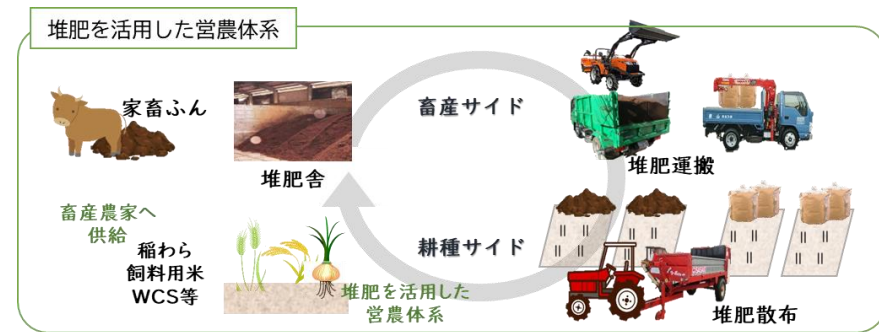 堆肥を活用した営農体系
家畜ふん
堆肥舎
畜産サイド
堆肥運搬
畜産農家へ
供給
稲わら
飼料用米
WCS等
堆肥を活用した
営農体系
耕種サイド
堆肥散布